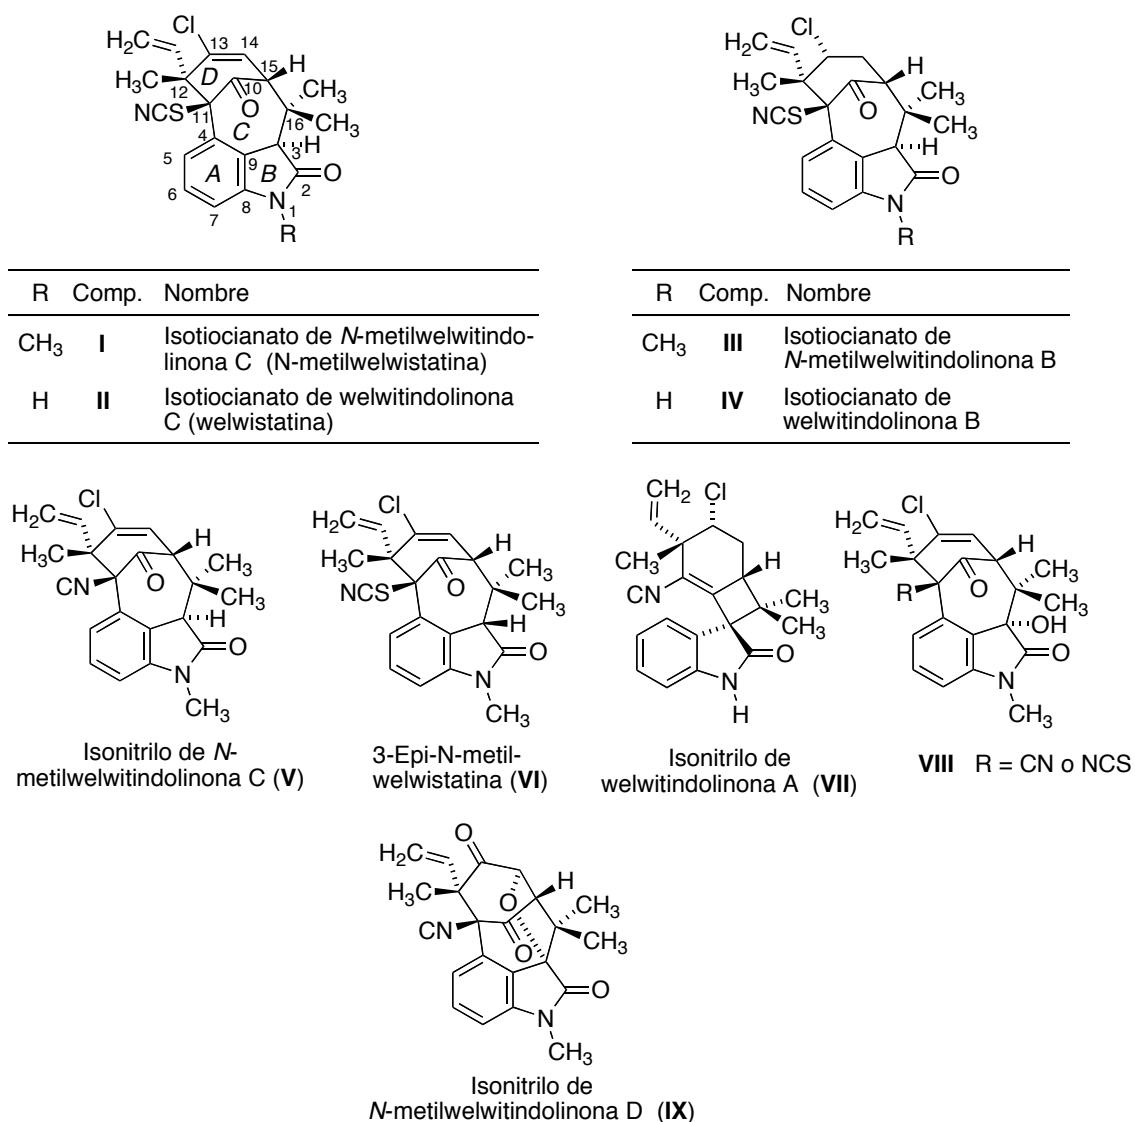 Cl
Cl
H2C
13
14
H2C
H
15
H
H3C
D
CH3
H3C
CH3
12
10
O
O
NCS
11
C
16
CH3
NCS
CH3
4
3
H
H
5
9
A
B
O
O
6
2
N
N
7
8
1
R
R
R Comp. Nombre
CH3 I Isotiocianato de N-metilwelwitindo-
linona C (N-metilwelwistatina)
H II Isotiocianato de welwitindolinona
C (welwistatina)
R Comp. Nombre
CH3 III Isotiocianato de
N-metilwelwitindolinona B
H IV Isotiocianato de
welwitindolinona B
Cl
H2C
H
H3C
CH3
O
CN
CH3
H
O
N
CH3
Isonitrilo de N-
metilwelwitindolinona C (V)
Cl
H2C
H
H3C
CH3
O
NCS
CH3
H
O
N
CH3
3-Epi-N-metil-
welwistatina (VI)
CH2 Cl
CH3
H
CN
CH3
CH3
O
N
H
Isonitrilo de
welwitindolinona A (VII)
Cl
H2C
H
H3C
CH3
O
R
CH3
OH
O
N
CH3
VIII R = CN o NCS
O
H2C
H
H3C
O
CH3
CN
CH3
O
O
N
CH3
Isonitrilo de
N-metilwelwitindolinona D (IX)